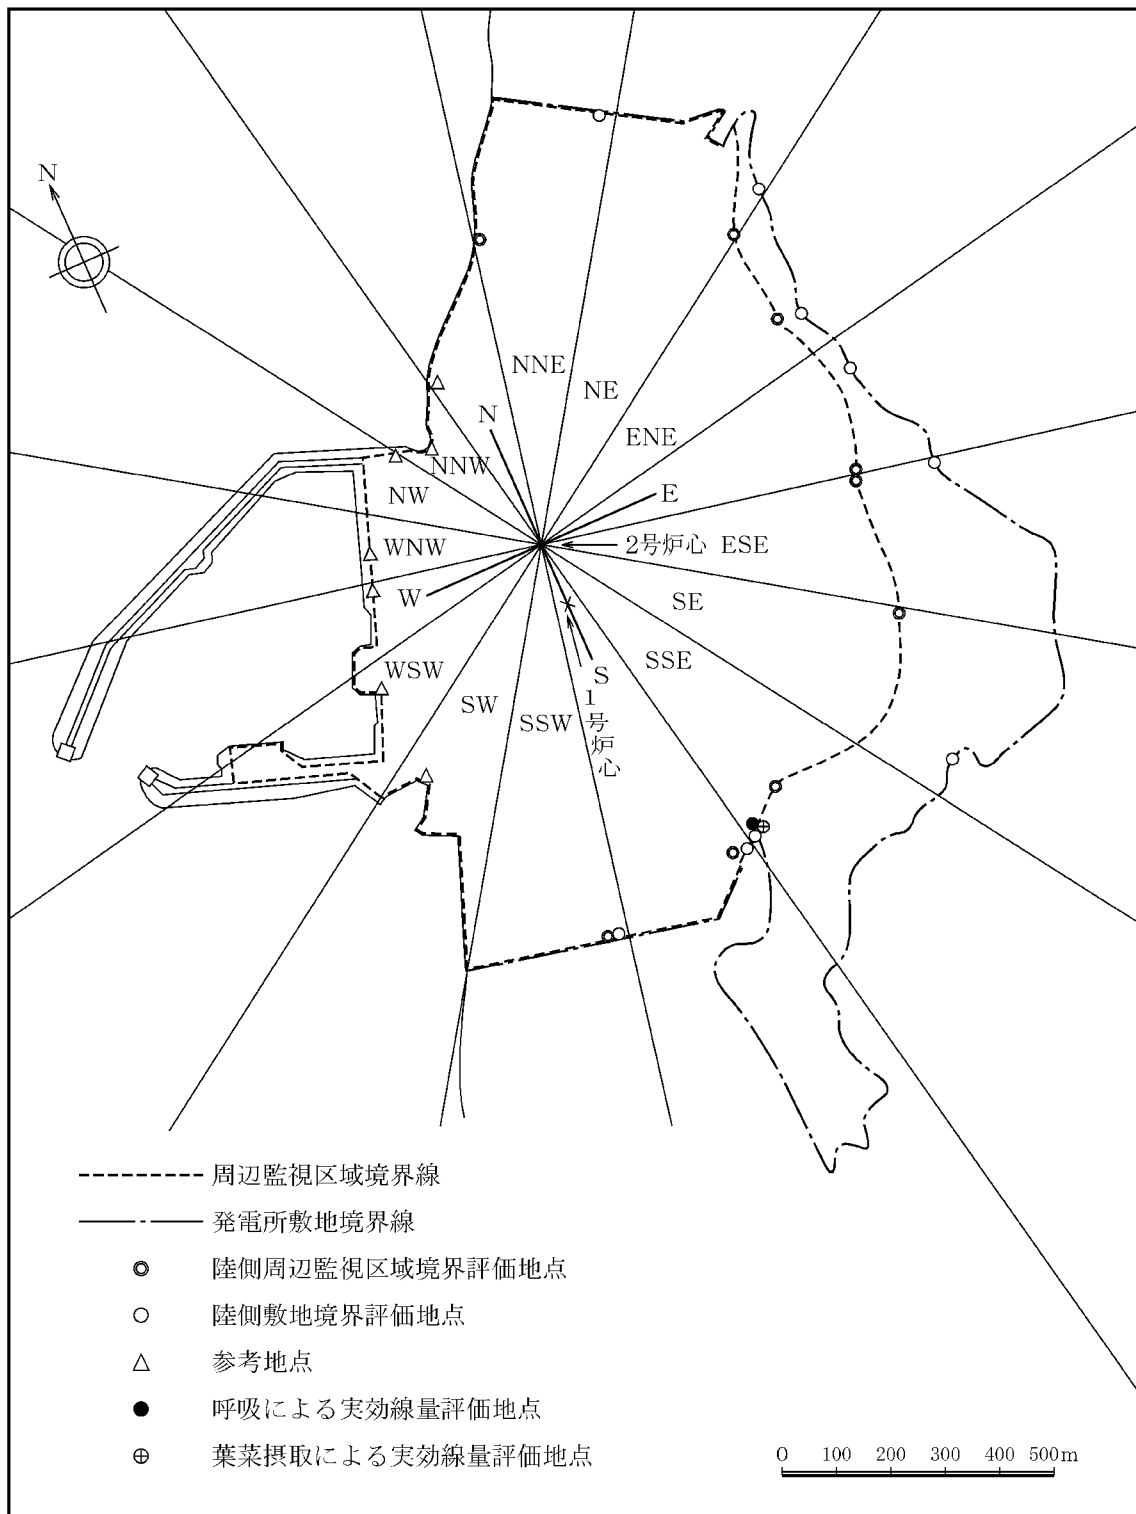 N
NNE
NE
N
ENE
NNW
NW
E
WNW
2号炉心 ESE
W
SE
SSE
WSW
S
SW
SSW
1号炉心
周辺監視区域境界線
発電所敷地境界線
陸側周辺監視区域境界評価地点
陸側敷地境界評価地点
参考地点
呼吸による実効線量評価地点
葉菜摂取による実効線量評価地点
0 100 200 300 400 500m